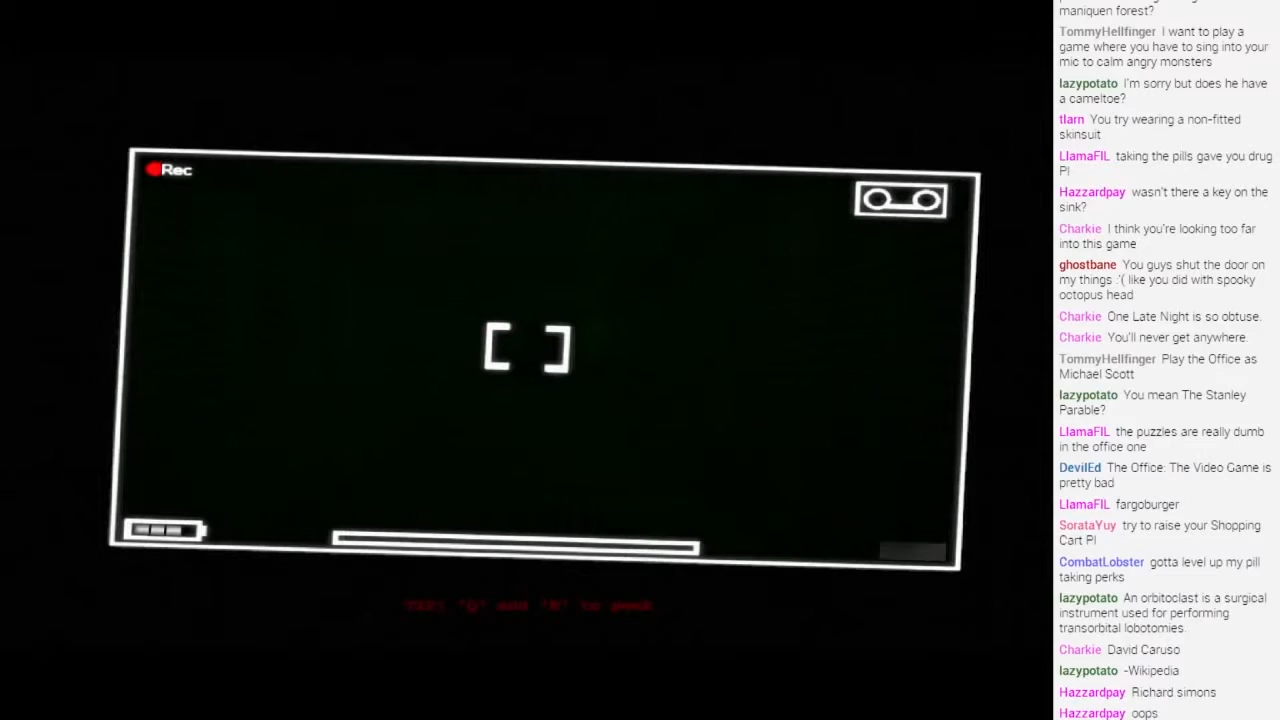 Rec
TIP: "Q" and "E" to peek
maniquen forest?
TommyHellfinger I want to play a
game where you have to sing into your
mic to calm angry monsters
lazypotato I'm sorry but does he have
a cameltoe?
tlarn You try wearing a non-fitted
skinsuit
LlamaFIL taking the pills gave you drug
PI
Hazzardpay wasn't there a key on the
sink?
Charkie I think you're looking too far
into this game
ghostbane You guys shut the door on
my things :'( like you did with spooky
octopus head
Charkie One Late Night is so obtuse.
Charkie You'll never get anywhere.
TommyHellfinger Play the Office as
Michael Scott
lazypotato You mean The Stanley
Parable?
LlamaFIL the puzzles are really dumb
in the office one
DevilEd The Office: The Video Game is
pretty bad
LlamaFIL fargoburger
SorataYuy try to raise your Shopping
Cart PI
CombatLobster gotta level up my pill
taking perks
lazypotato An orbitoclast is a surgical
instrument used for performing
transorbital lobotomies.
Charkie David Caruso
lazypotato -Wikipedia
Hazzardpay Richard simons
Hazzardpay oops